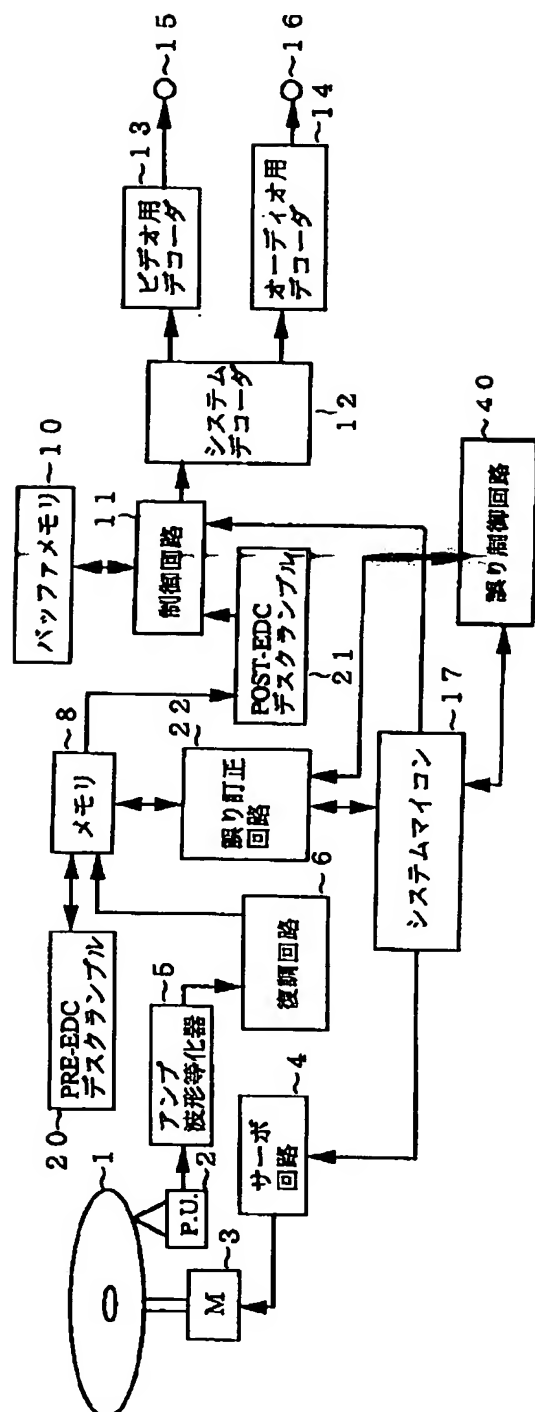 ~1
P.U.
~2
M
~3
サーボ
回路
~4
アンプ
波形等化器
~5
復調回路
~6
20~
PRE-EDC
デスクランブル
メモリ
~8
誤り訂正
回路
22~
POST-EDC
デスクランブル
~21
バッファメモリ
~10
制御回路
11
システム
デコーダ
~12
ビデオ用
デコーダ
~13
~15
オーディオ用
デコーダ
~14
~16
システムマイコン
~17
誤り制御回路
~40